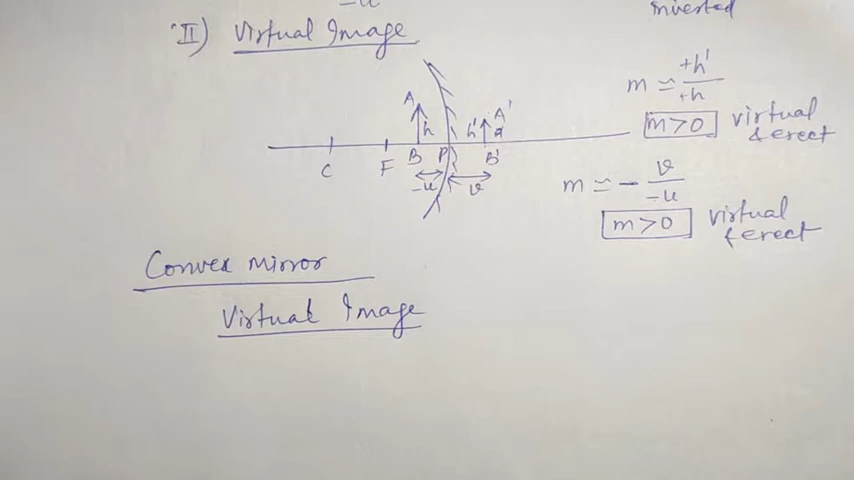 -u
inverted
II) Virtual Image
m ≃ +h'/+h
m>0 virtual & erect
A h h' A'
C F B P B'
-u v
m ≃ - v/-u
m>0 virtual & erect
Convex Mirror
Virtual Image